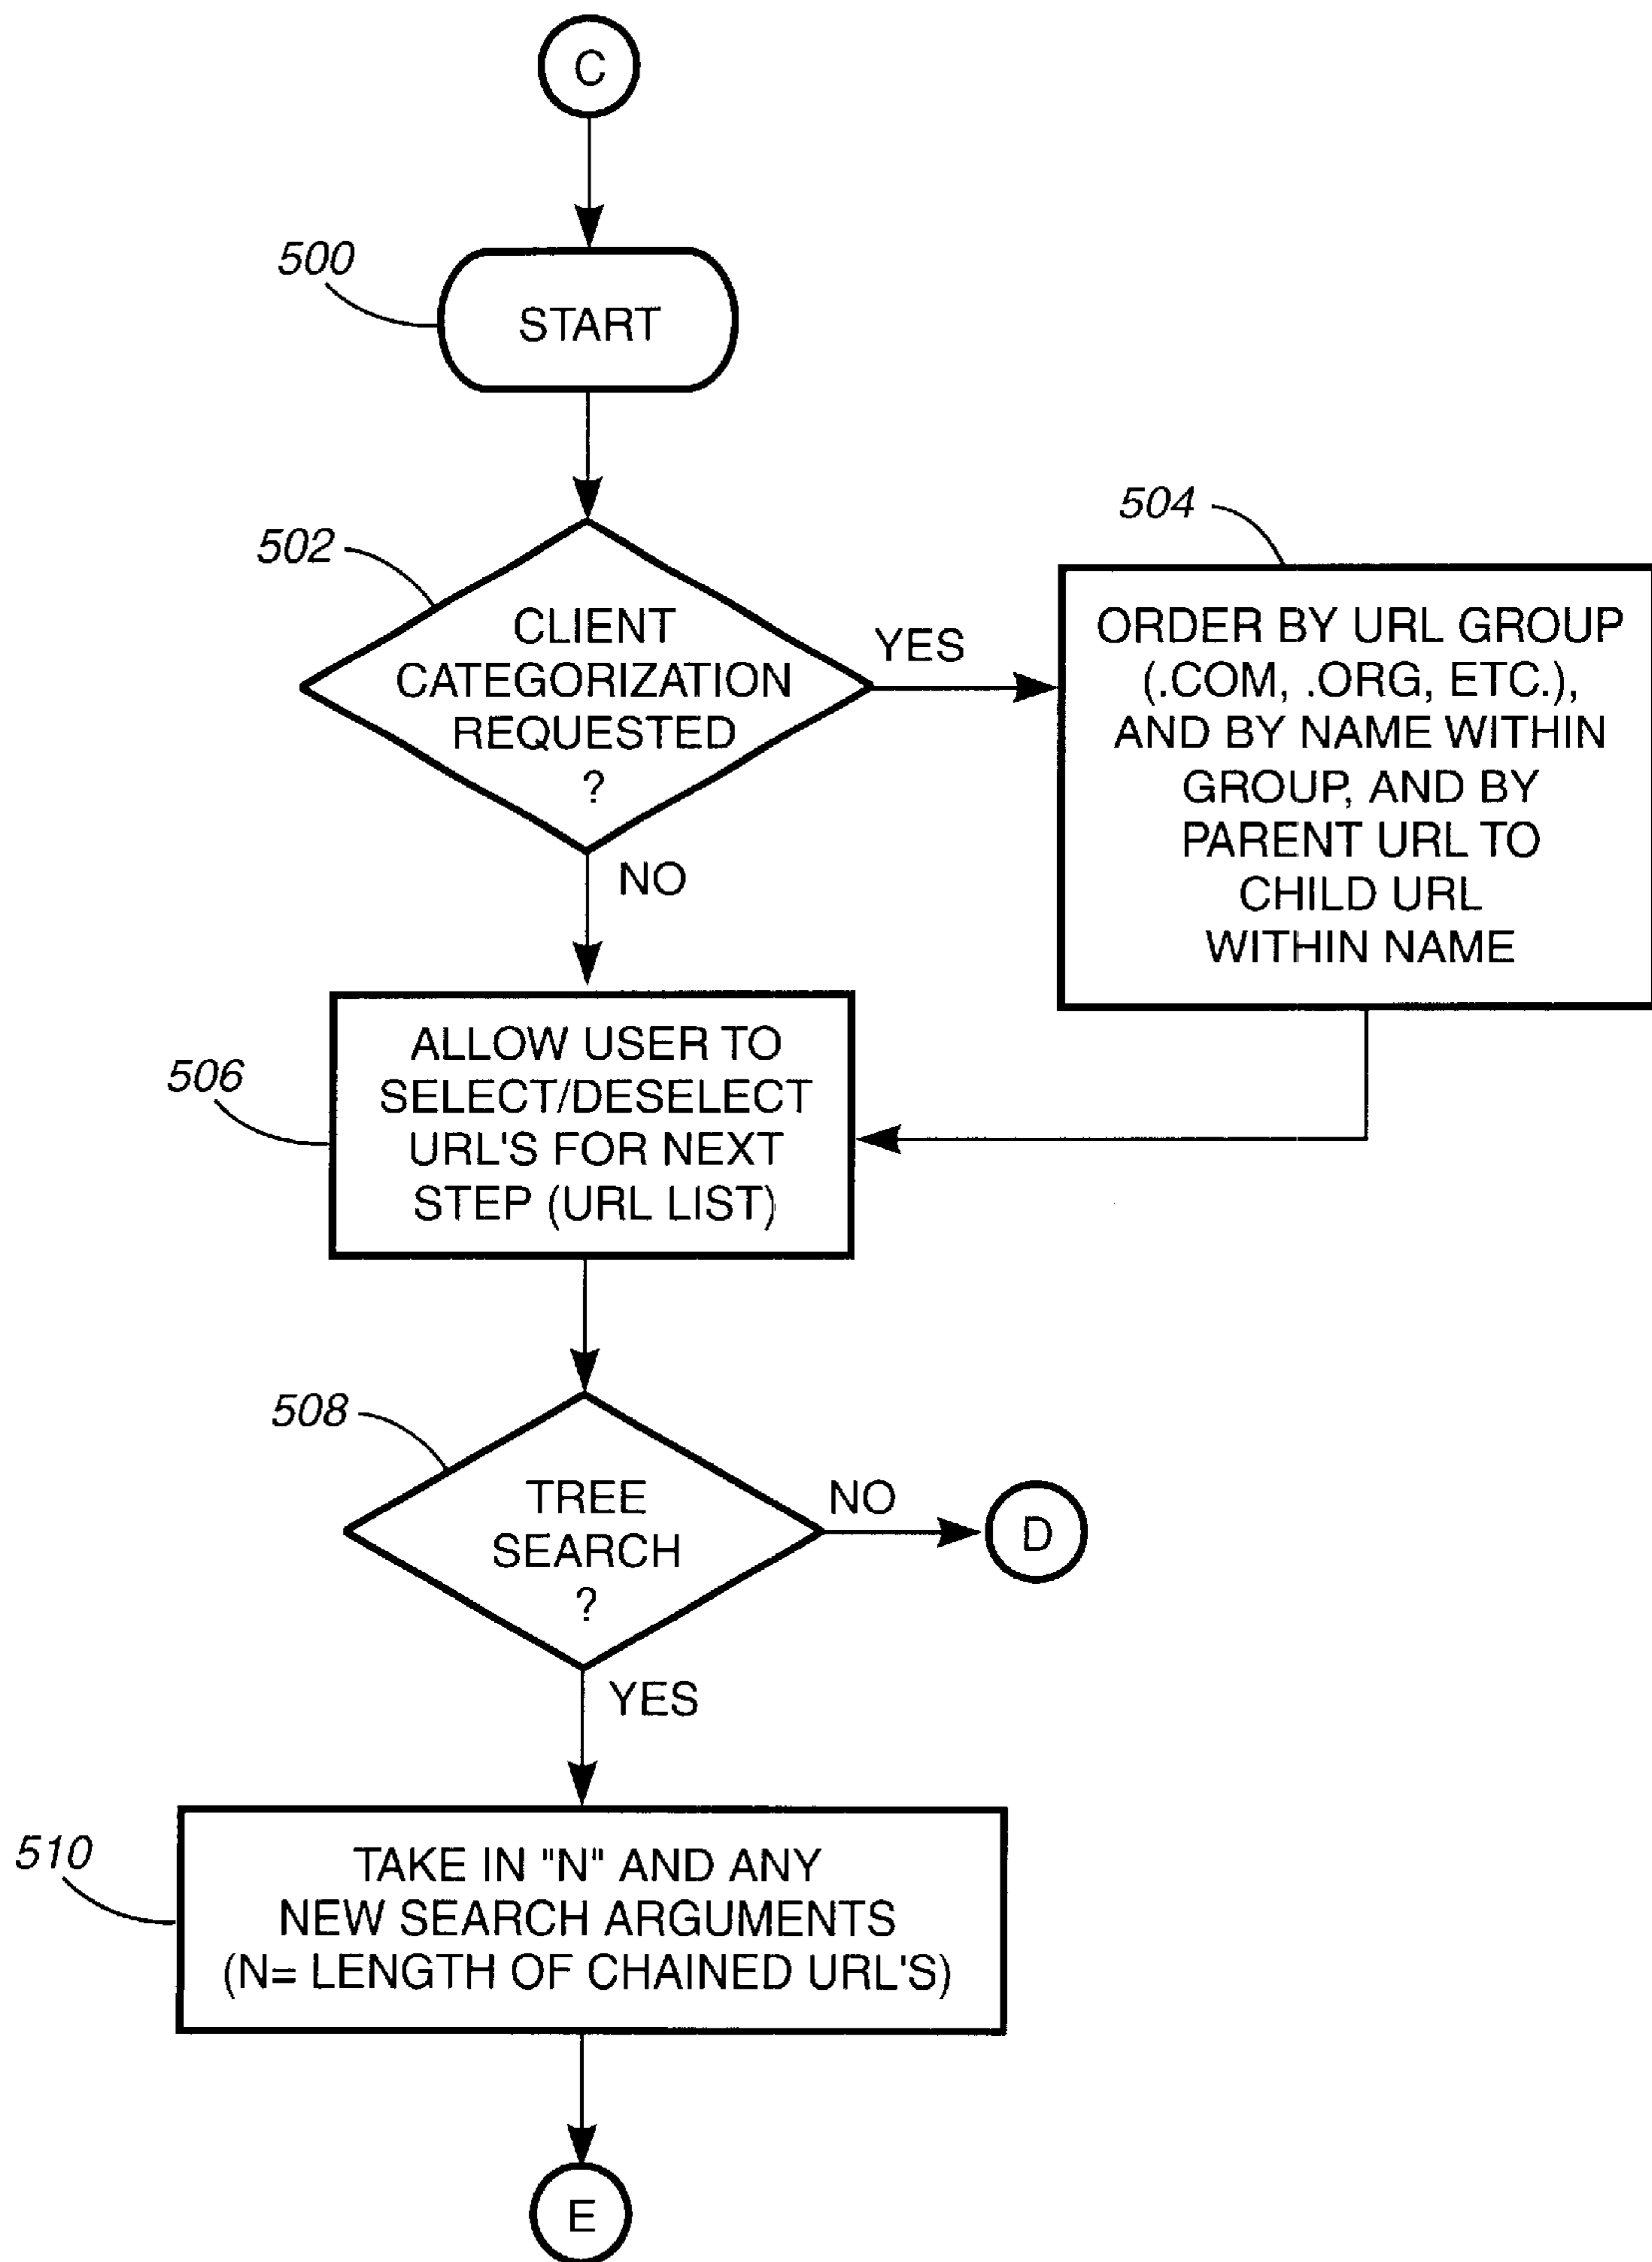 C
500
START
502
CLIENT
CATEGORIZATION
REQUESTED
?
YES
504
ORDER BY URL GROUP
(.COM, .ORG, ETC.),
AND BY NAME WITHIN
GROUP, AND BY
PARENT URL TO
CHILD URL
WITHIN NAME
NO
506
ALLOW USER TO
SELECT/DESELECT
URL'S FOR NEXT
STEP (URL LIST)
508
TREE
SEARCH
?
NO
D
YES
510
TAKE IN "N" AND ANY
NEW SEARCH ARGUMENTS
(N= LENGTH OF CHAINED URL'S)
E